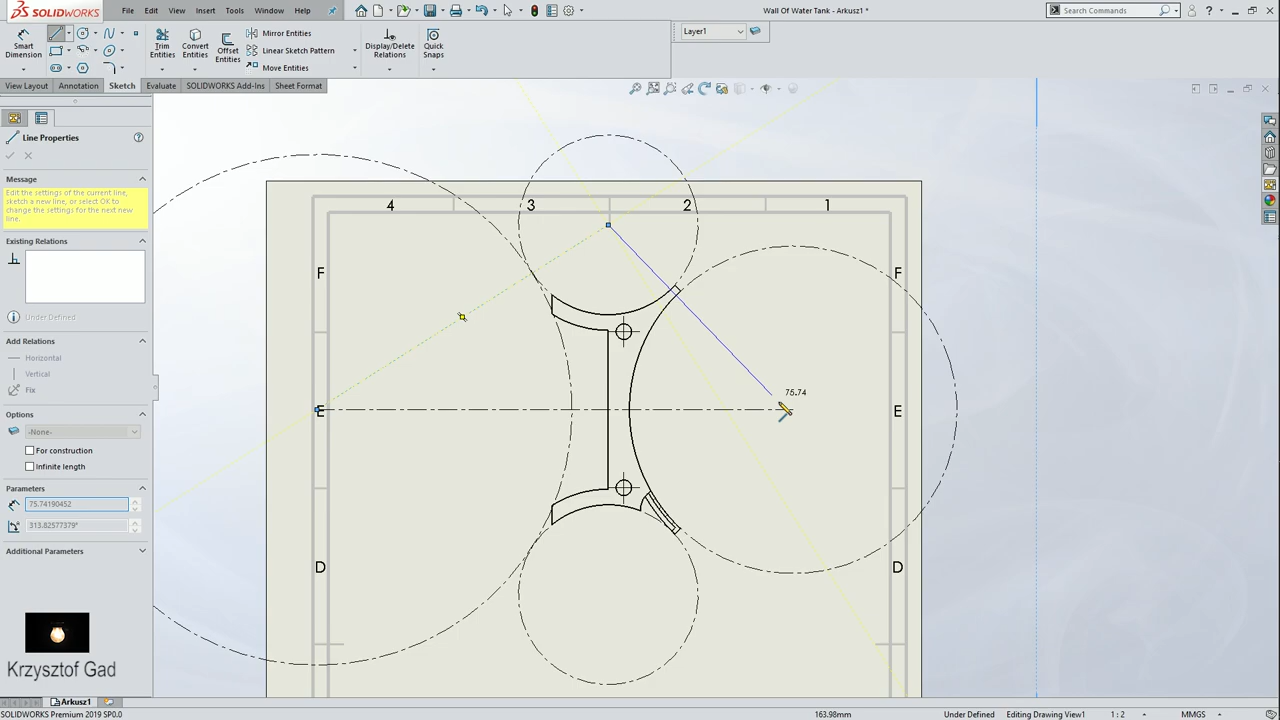 SOLIDWORKS
File Edit View Insert Tools Window Help
Wall Of Water Tank - Arkusz1 *
Search Commands
Smart Dimension
Trim Entities
Convert Entities
Offset Entities
Mirror Entities
Linear Sketch Pattern
Move Entities
Display/Delete Relations
Quick Snaps
Layer1
View Layout Annotation Sketch Evaluate SOLIDWORKS Add-Ins Sheet Format
Line Properties
Message
Edit the settings of the current line,
sketch a new line, or select OK to
change the settings for the next new
line.
Existing Relations
Under Defined
Add Relations
Horizontal
Vertical
Fix
Options
-None-
For construction
Infinite length
Parameters
75.74190452
313.82577379°
Additional Parameters
Krzysztof Gad
4 3 2 1
F F
75.74
E E
D D
Arkusz1
SOLIDWORKS Premium 2019 SP0.0
163.98mm Under Defined Editing Drawing View1 1 : 2 MMGS